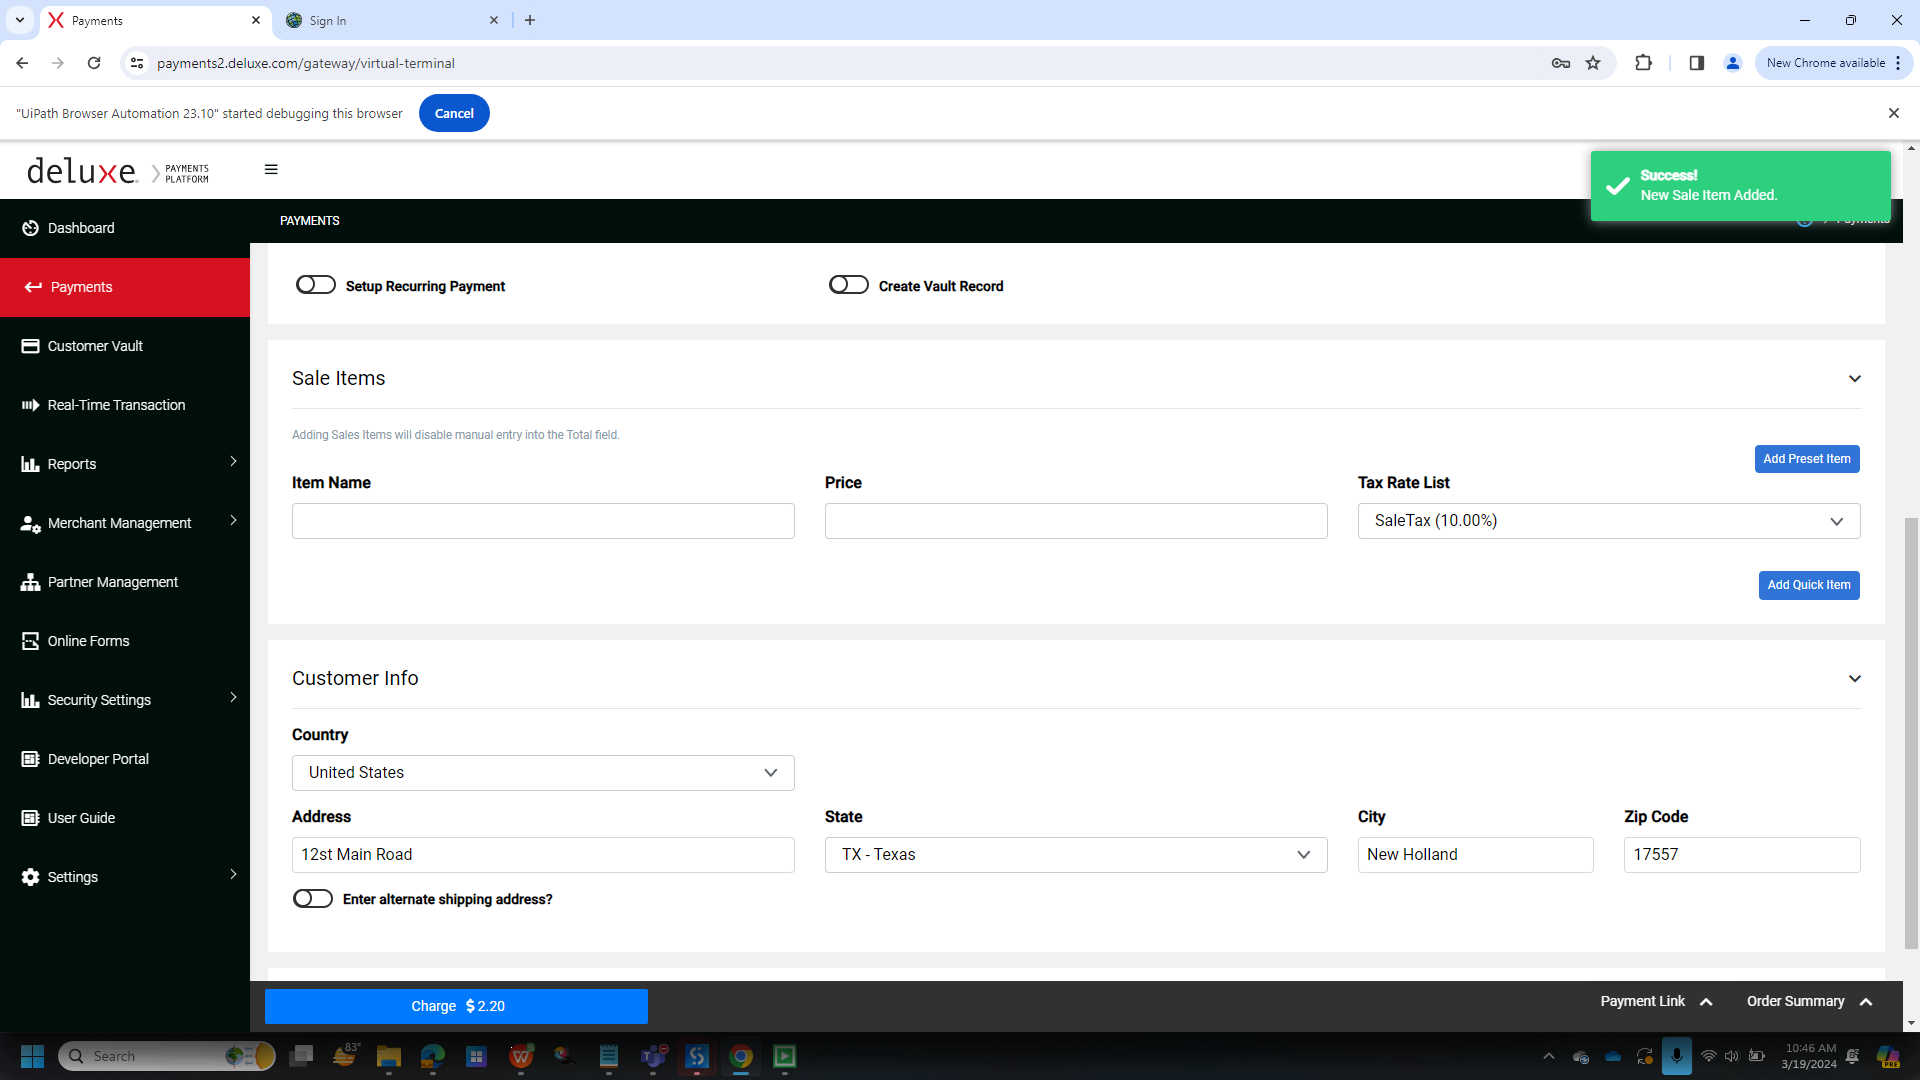 Payments
Sign In
payments2.deluxe.com/gateway/virtual-terminal
New Chrome available
"UiPath Browser Automation 23.10" started debugging this browser
Cancel
deluxe.
PAYMENTS
PLATFORM
Success!
New Sale Item Added.
Dashboard
PAYMENTS
Payments
Payments
Setup Recurring Payment
Create Vault Record
Customer Vault
Real-Time Transaction
Reports
Merchant Management
Partner Management
Online Forms
Security Settings
Developer Portal
User Guide
Settings
Sale Items
Adding Sales Items will disable manual entry into the Total field.
Add Preset Item
Item Name
Price
Tax Rate List
SaleTax (10.00%)
Add Quick Item
Customer Info
Country
United States
Address
State
City
Zip Code
12st Main Road
TX - Texas
New Holland
17557
Enter alternate shipping address?
Charge $ 2.20
Payment Link
Order Summary
Search
83°
10:46 AM
3/19/2024
PRE